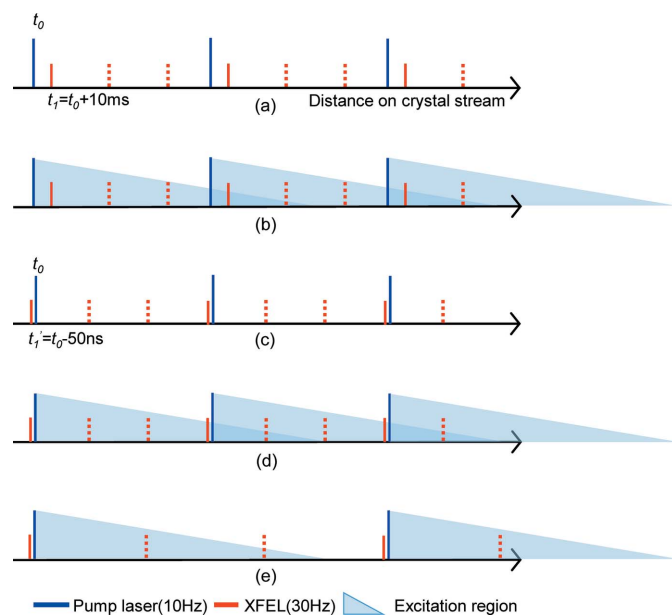 t0
t1=t0+10ms
(a)
Distance on crystal stream
(b)
t0
t1'=t0-50ns
(c)
(d)
(e)
Pump laser(10Hz) XFEL(30Hz) Excitation region